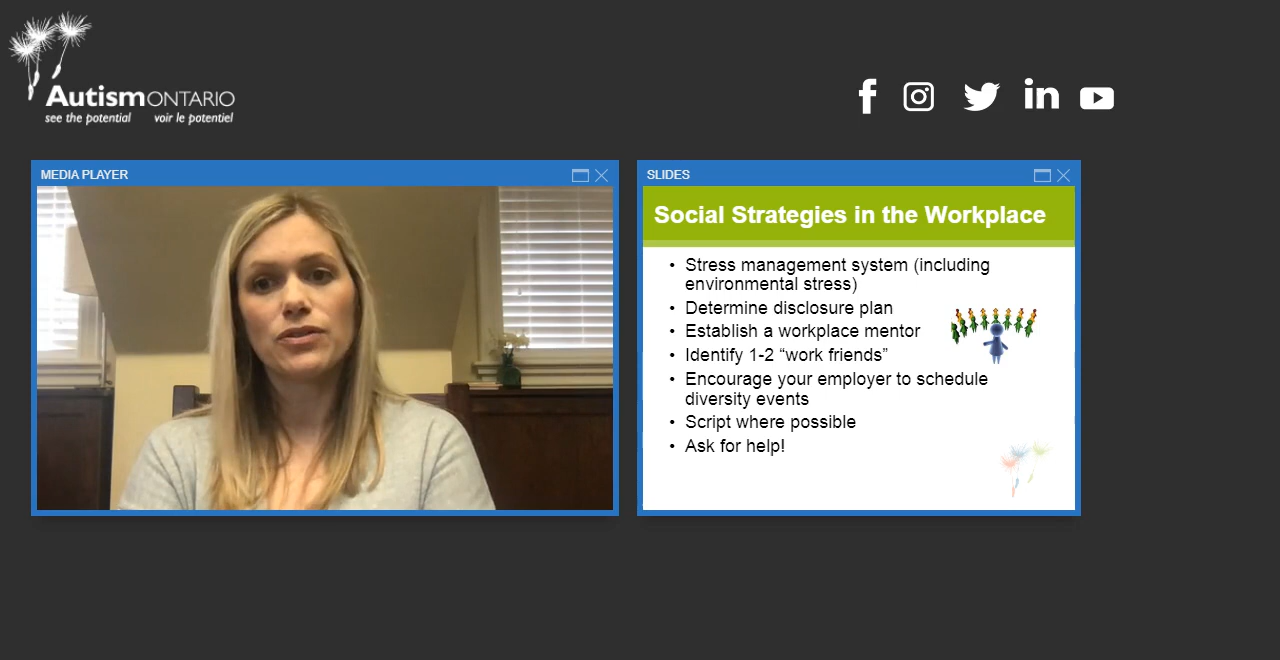 Autism ONTARIO
see the potential voir le potentiel
MEDIA PLAYER
SLIDES
Social Strategies in the Workplace
• Stress management system (including
environmental stress)
• Determine disclosure plan
• Establish a workplace mentor
• Identify 1-2 “work friends”
• Encourage your employer to schedule
diversity events
• Script where possible
• Ask for help!